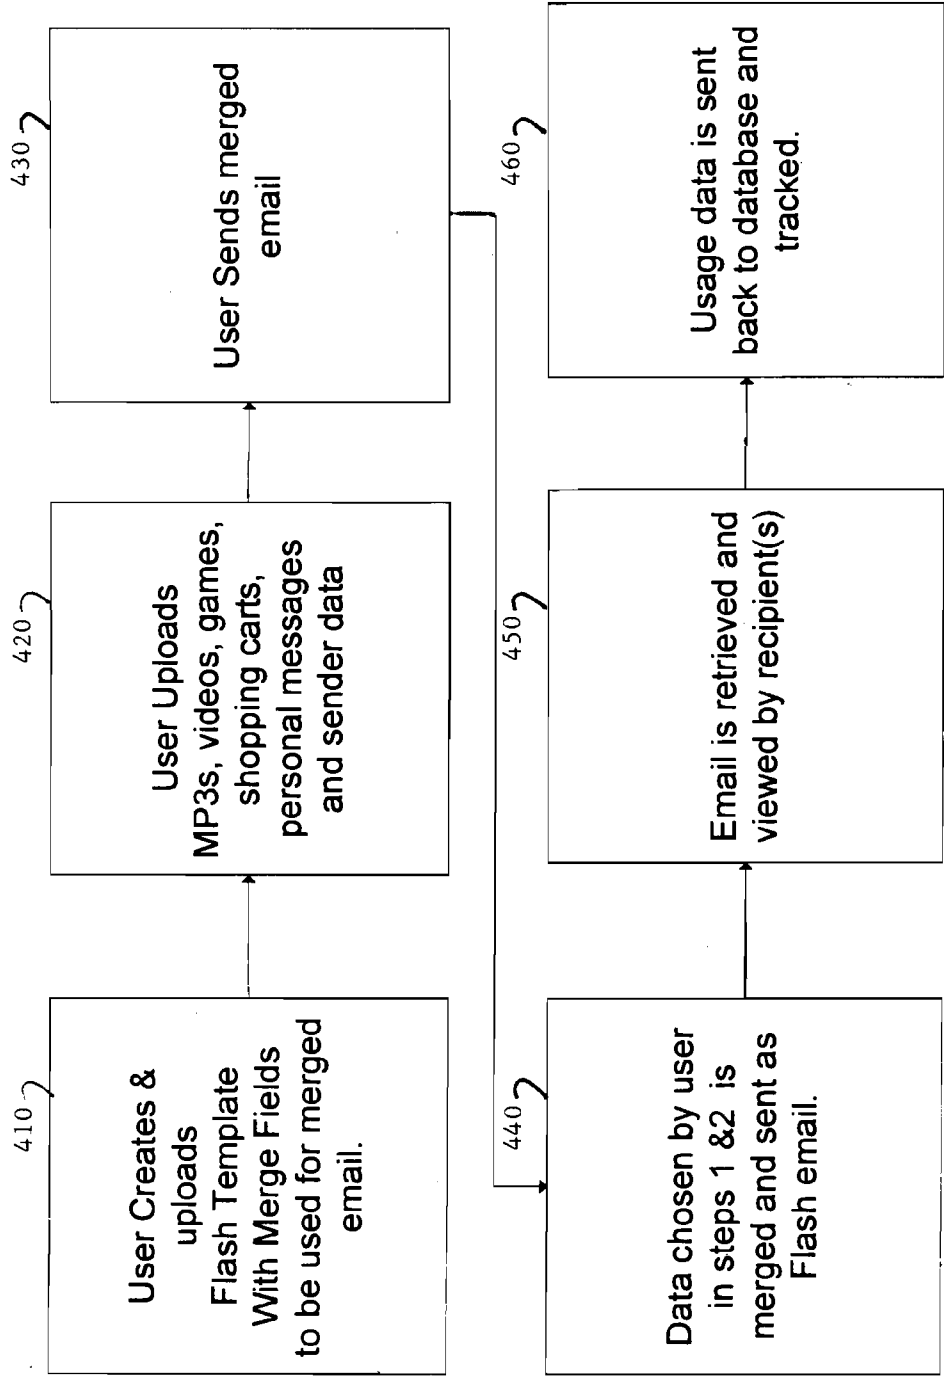 410
User Creates &
uploads
Flash Template
With Merge Fields
to be used for merged
email.
420
User Uploads
MP3s, videos, games,
shopping carts,
personal messages
and sender data
430
User Sends merged
email
440
Data chosen by user
in steps 1 &2 is
merged and sent as
Flash email.
450
Email is retrieved and
viewed by recipient(s)
460
Usage data is sent
back to database and
tracked.